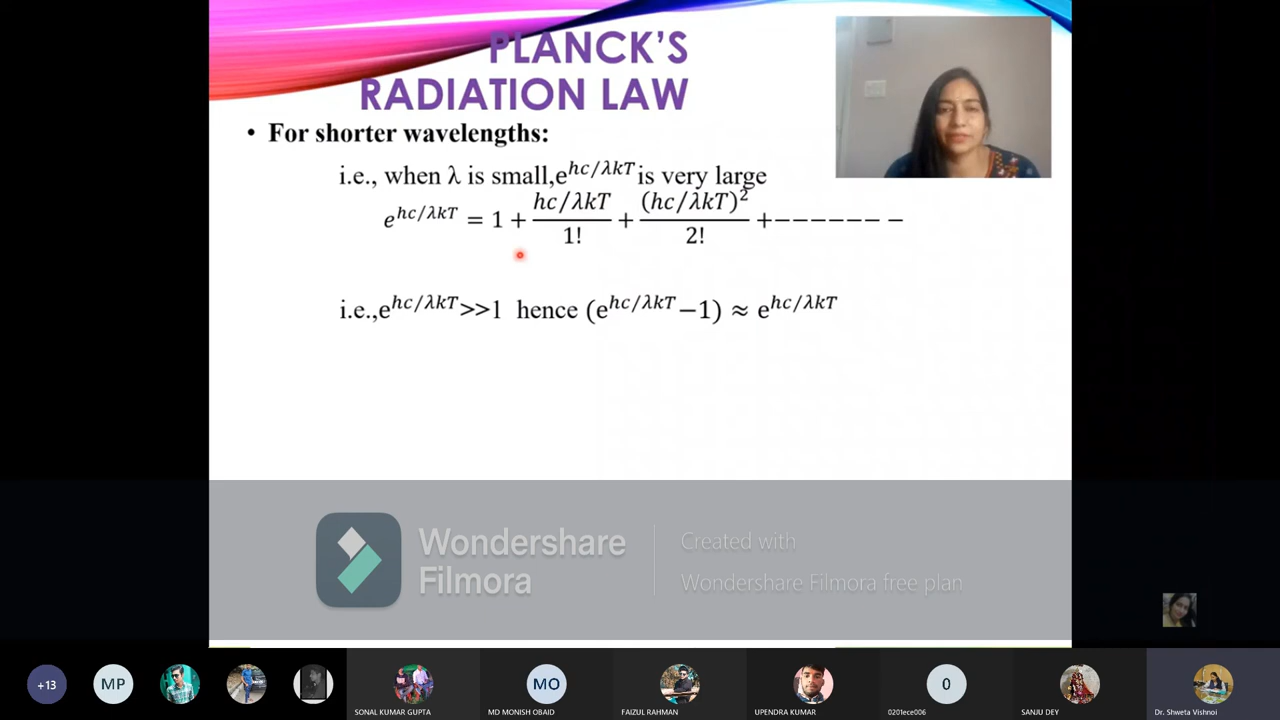 PLANCK'S
RADIATION LAW
• For shorter wavelengths:
i.e., when λ is small,e^{hc/λkT} is very large
e^{hc/λkT} = 1 + \frac{hc/λkT}{1!} + \frac{(hc/λkT)^2}{2!} +−−−−−− −
i.e.,e^{hc/λkT}>>1 hence (e^{hc/λkT}−1) ≈ e^{hc/λkT}
Wondershare
Filmora
Created with
Wondershare Filmora free plan
+13
MP
SONAL KUMAR GUPTA
MO
MD MONISH OBAID
FAIZUL RAHMAN
UPENDRA KUMAR
0
0201ece006
SANJU DEY
Dr. Shweta Vishnoi